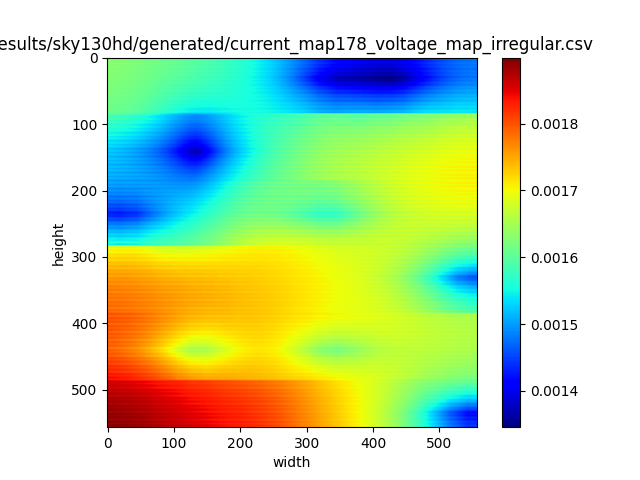 esults/sky130hd/generated/current_map178_voltage_map_irregular.csv
0
100
200
300
400
500
height
0 100 200 300 400 500
width
0.0018
0.0017
0.0016
0.0015
0.0014